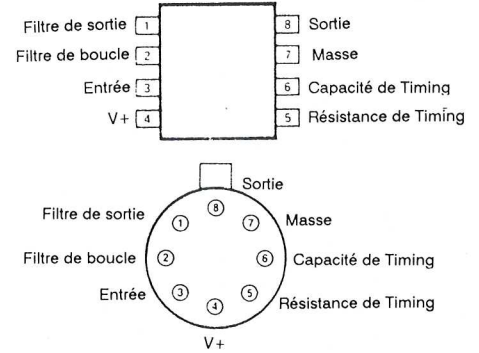 Filtre de sortie 1 8 Sortie
Filtre de boucle 2 7 Masse
Entrée 3 6 Capacité de Timing
V+ 4 5 Résistance de Timing
Sortie
Filtre de sortie 1 8 7 Masse
Filtre de boucle 2 6 Capacité de Timing
Entrée 3 4 5 Résistance de Timing
V+